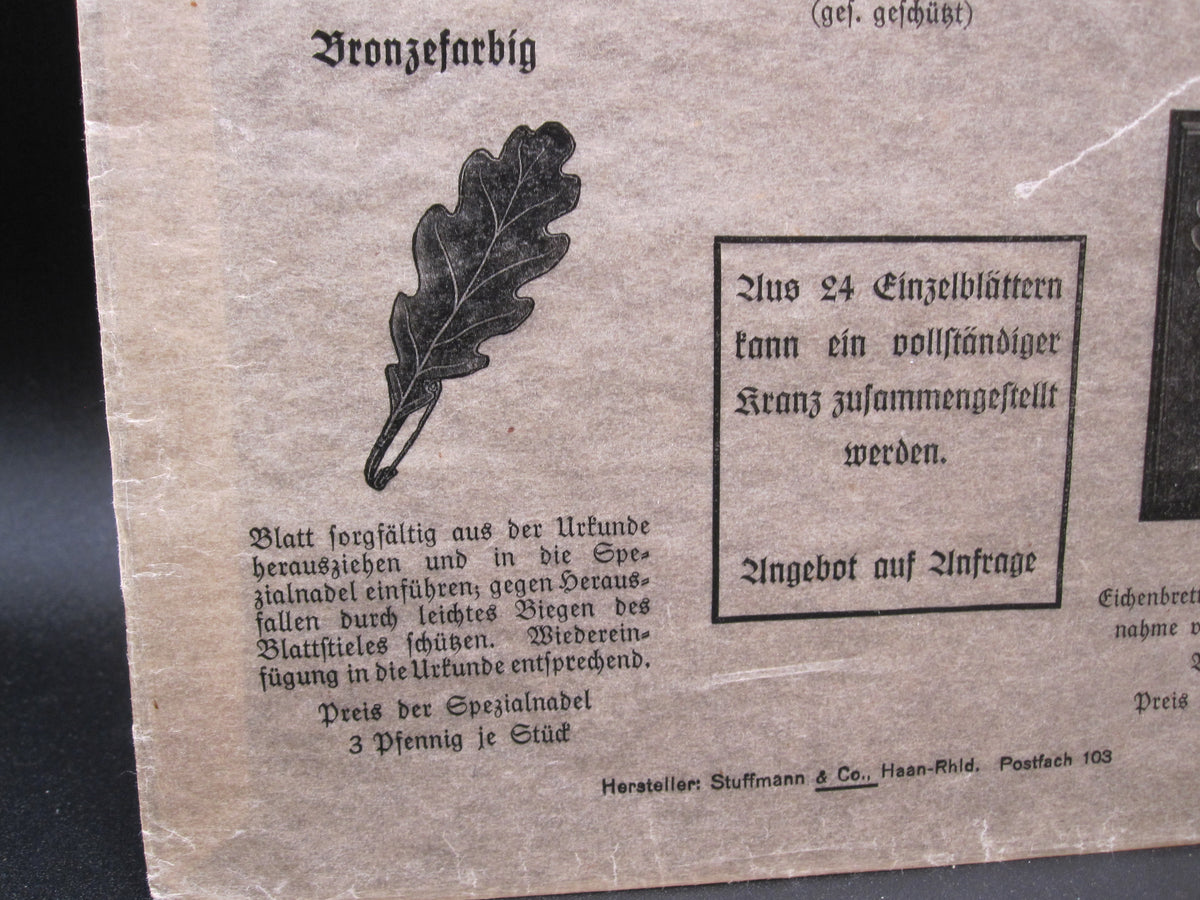 (ges. geschützt)
Bronzefarbig
Aus 24 Einzelblättern
kann ein vollständiger
Kranz zusammengestellt
werden.
Angebot auf Anfrage
Blatt sorgfältig aus der Urkunde
herausziehen und in die Spe-
zialnadel einführen; gegen Heraus-
fallen durch leichtes Biegen des
Blattstieles schützen. Wiederein-
fügung in die Urkunde entsprechend.
Preis der Spezialnadel
3 Pfennig je Stück
Eichenbrett
nahme
Preis
Hersteller: Stuffmann & Co., Haan-Rhld. Postfach 103